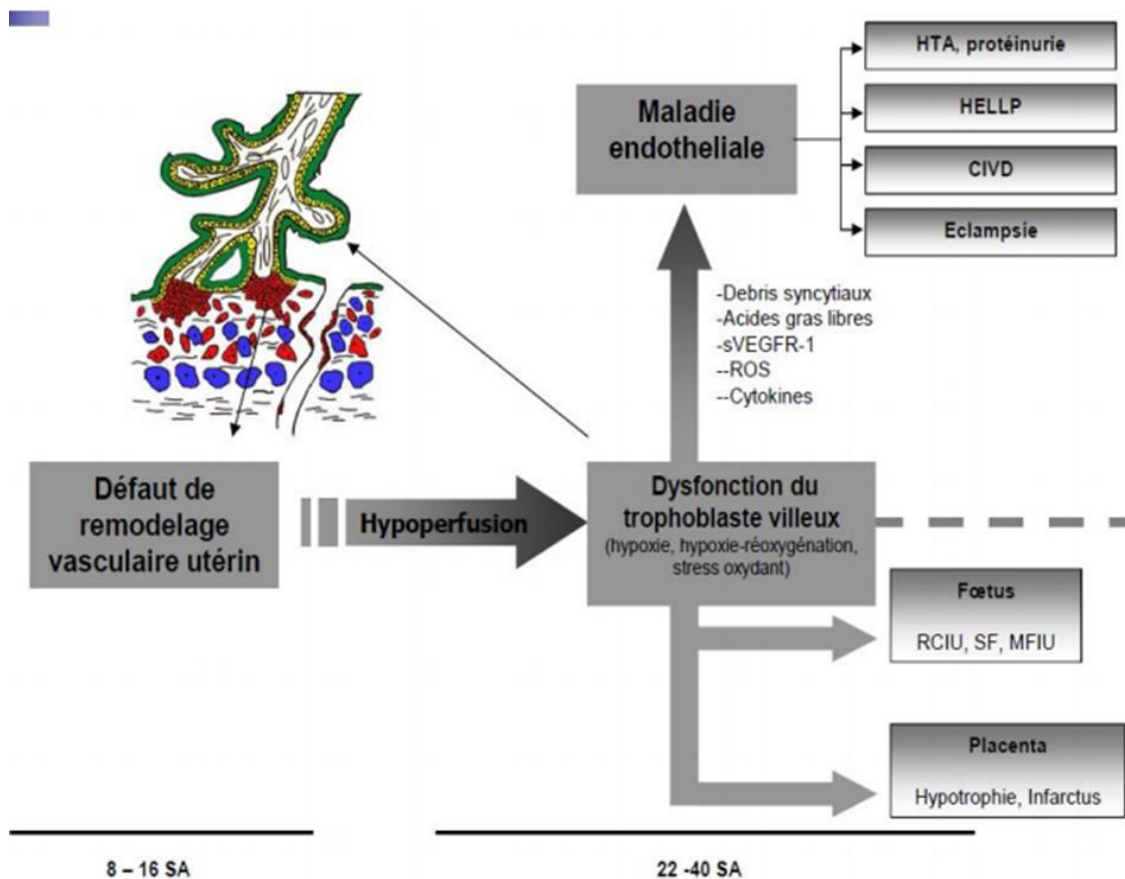 HTA, protéinurie
HELLP
CIVD
Eclampsie
Maladie
endotheliale
-Debris syncytiaux
-Acides gras libres
-sVEGFR-1
--ROS
--Cytokines
Défaut de
remodelage
vasculaire utérin
Hypoperfusion
Dysfonction du
trophoblaste villeux
(hypoxie, hypoxie-réoxygénation,
stress oxydant)
Fœtus
RCIU, SF, MFIU
Placenta
Hypotrophie, Infarctus
8 – 16 SA
22 -40 SA